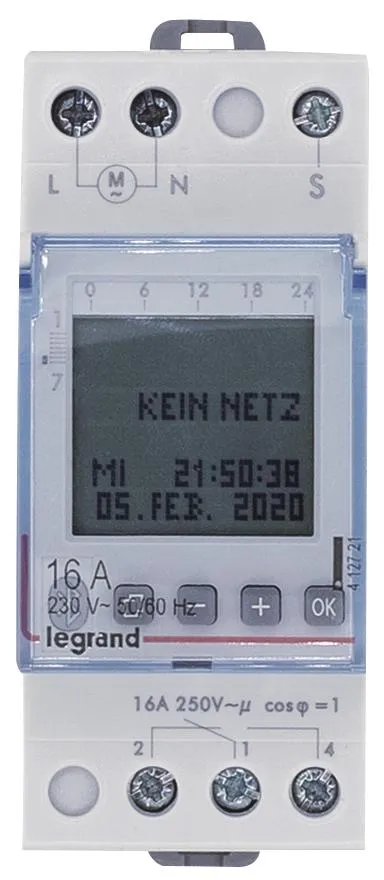 L M ~ N S
0 6 12 18 24
1
7
KEIN NETZ
MI 21:50:38
05.FEB. 2020
16 A
4 127 21
230 V~ 50/60 Hz
- + OK
legrand
16A 250V~µ cosφ=1
2 1 4